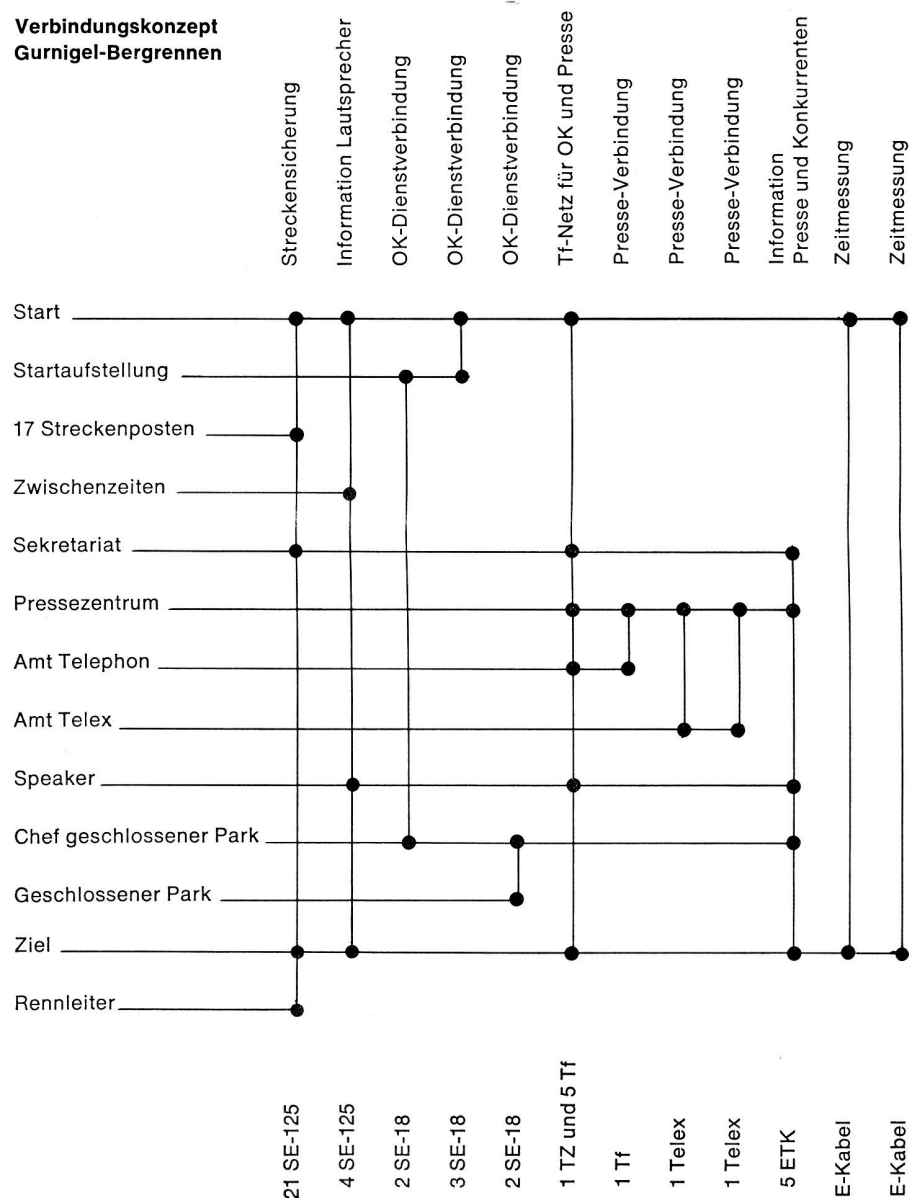 Verbindungskonzept
Gurnigel-Bergrennen
Streckensicherung
Information Lautsprecher
OK-Dienstverbindung
OK-Dienstverbindung
OK-Dienstverbindung
Tf-Netz für OK und Presse
Presse-Verbindung
Presse-Verbindung
Presse-Verbindung
Information
Presse und Konkurrenten
Zeitmessung
Zeitmessung
Start
Startaufstellung
17 Streckenposten
Zwischenzeiten
Sekretariat
Pressezentrum
Amt Telephon
Amt Telex
Speaker
Chef geschlossener Park
Geschlossener Park
Ziel
Rennleiter
21 SE-125
4 SE-125
2 SE-18
3 SE-18
2 SE-18
1 TZ und 5 Tf
1 Tf
1 Telex
1 Telex
5 ETK
E-Kabel
E-Kabel